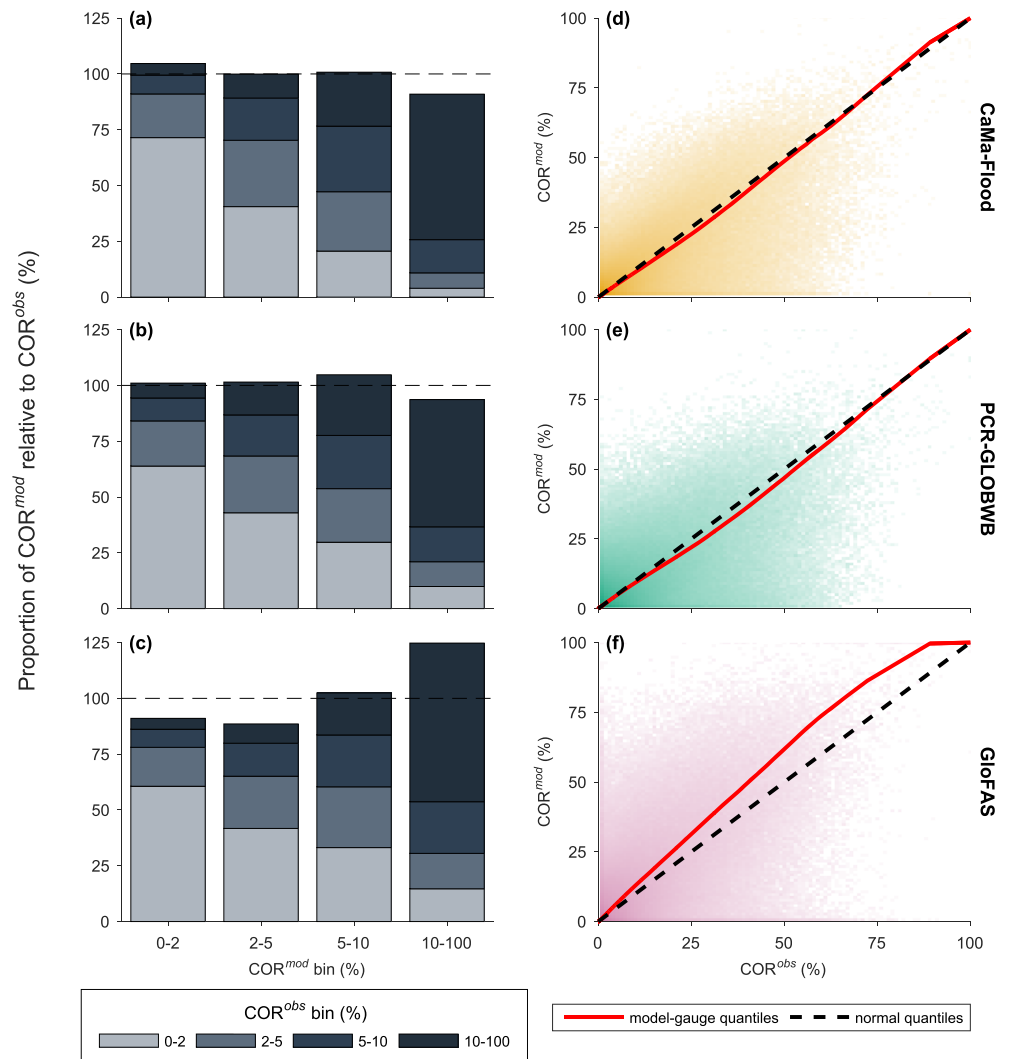 Proportion of COR^mod relative to COR^obs (%)
(a)
125
100
75
50
25
0
(b)
125
100
75
50
25
0
(c)
125
100
75
50
25
0
0-2
2-5
5-10
10-100
COR^mod bin (%)
COR^obs bin (%)
0-2
2-5
5-10
10-100
(d)
COR^mod (%)
100
75
50
25
0
CaMa-Flood
(e)
COR^mod (%)
100
75
50
25
0
PCR-GLOBWB
(f)
COR^mod (%)
100
75
50
25
0
GloFAS
0
25
50
75
100
COR^obs (%)
model-gauge quantiles
normal quantiles